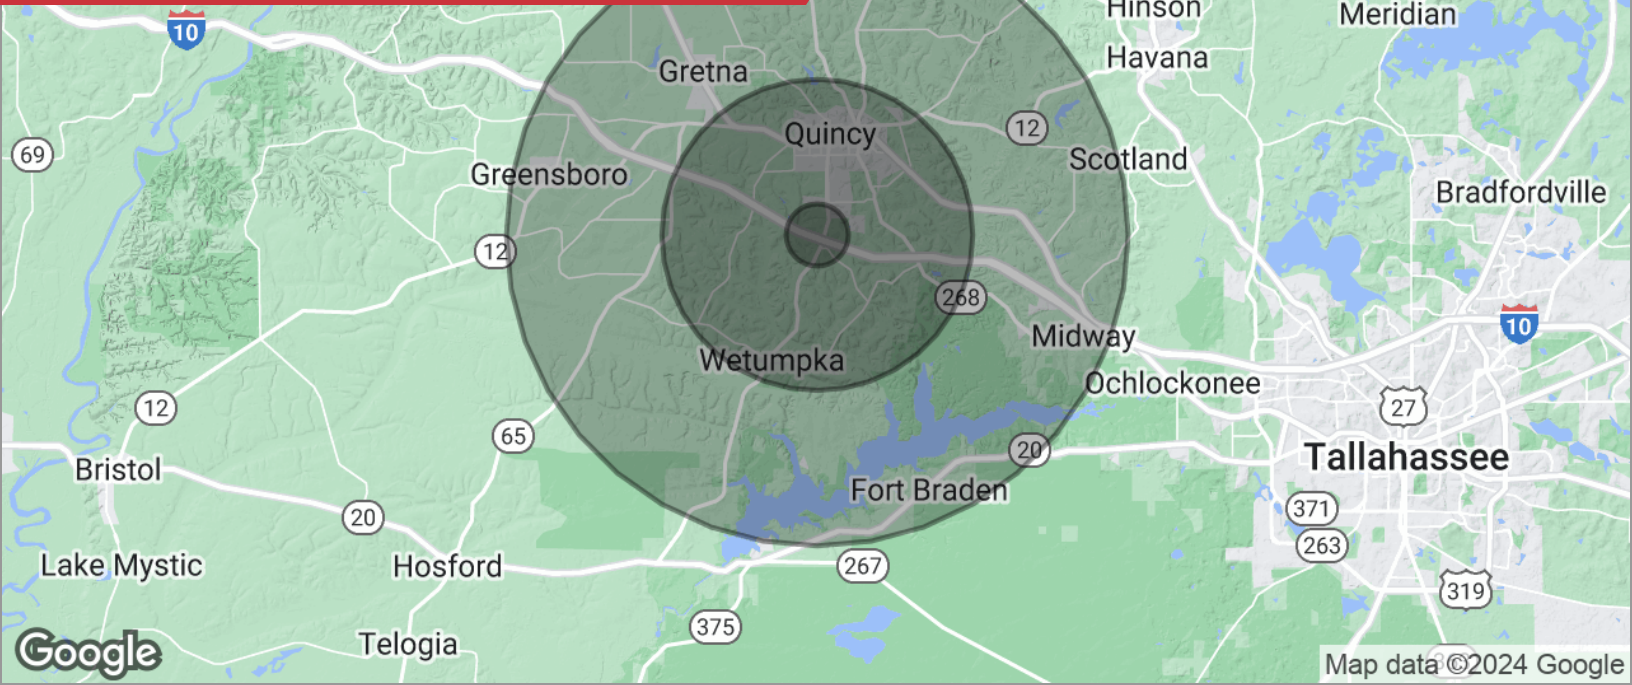 Hinson
Meridian
10
Havana
Gretna
12
Quincy
69
Scotland
Greensboro
Bradfordville
12
268
10
Midway
Wetumpka
Ochlockonee
12
27
65
20
Tallahassee
Bristol
Fort Braden
371
20
263
Lake Mystic
Hosford
267
319
375
Telogia
Google
Map data ©2024 Google